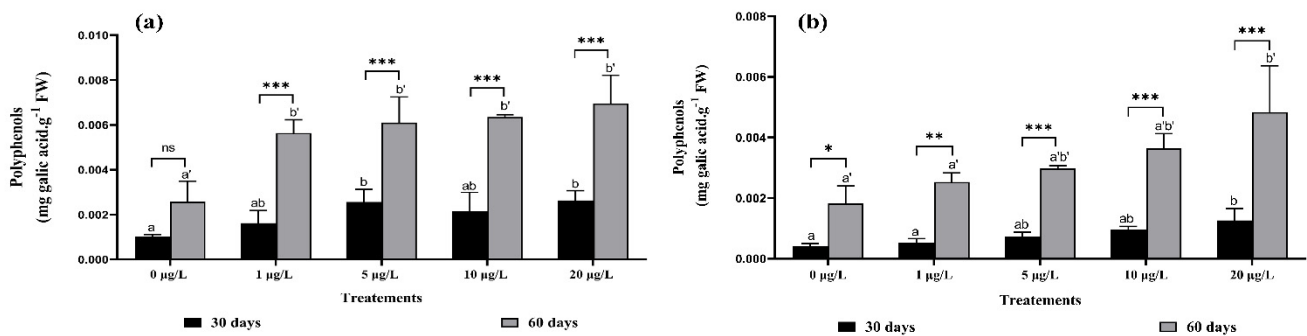 (a)
Polyphenols
(mg galic acid.g-1 FW)
0.010
0.008
0.006
0.004
0.002
0.000
ns
***
***
***
***
a
a'
ab
b'
b
b'
ab
b'
b
b'
0 µg/L
1 µg/L
5 µg/L
10 µg/L
20 µg/L
Treatements
30 days
60 days
(b)
Polyphenols
(mg galic acid.g-1 FW)
0.008
0.006
0.004
0.002
0.000
*
**
***
***
***
a
a'
a
a'
ab
a'b'
ab
a'b'
b
b'
0 µg/L
1 µg/L
5 µg/L
10 µg/L
20 µg/L
Treatements
30 days
60 days